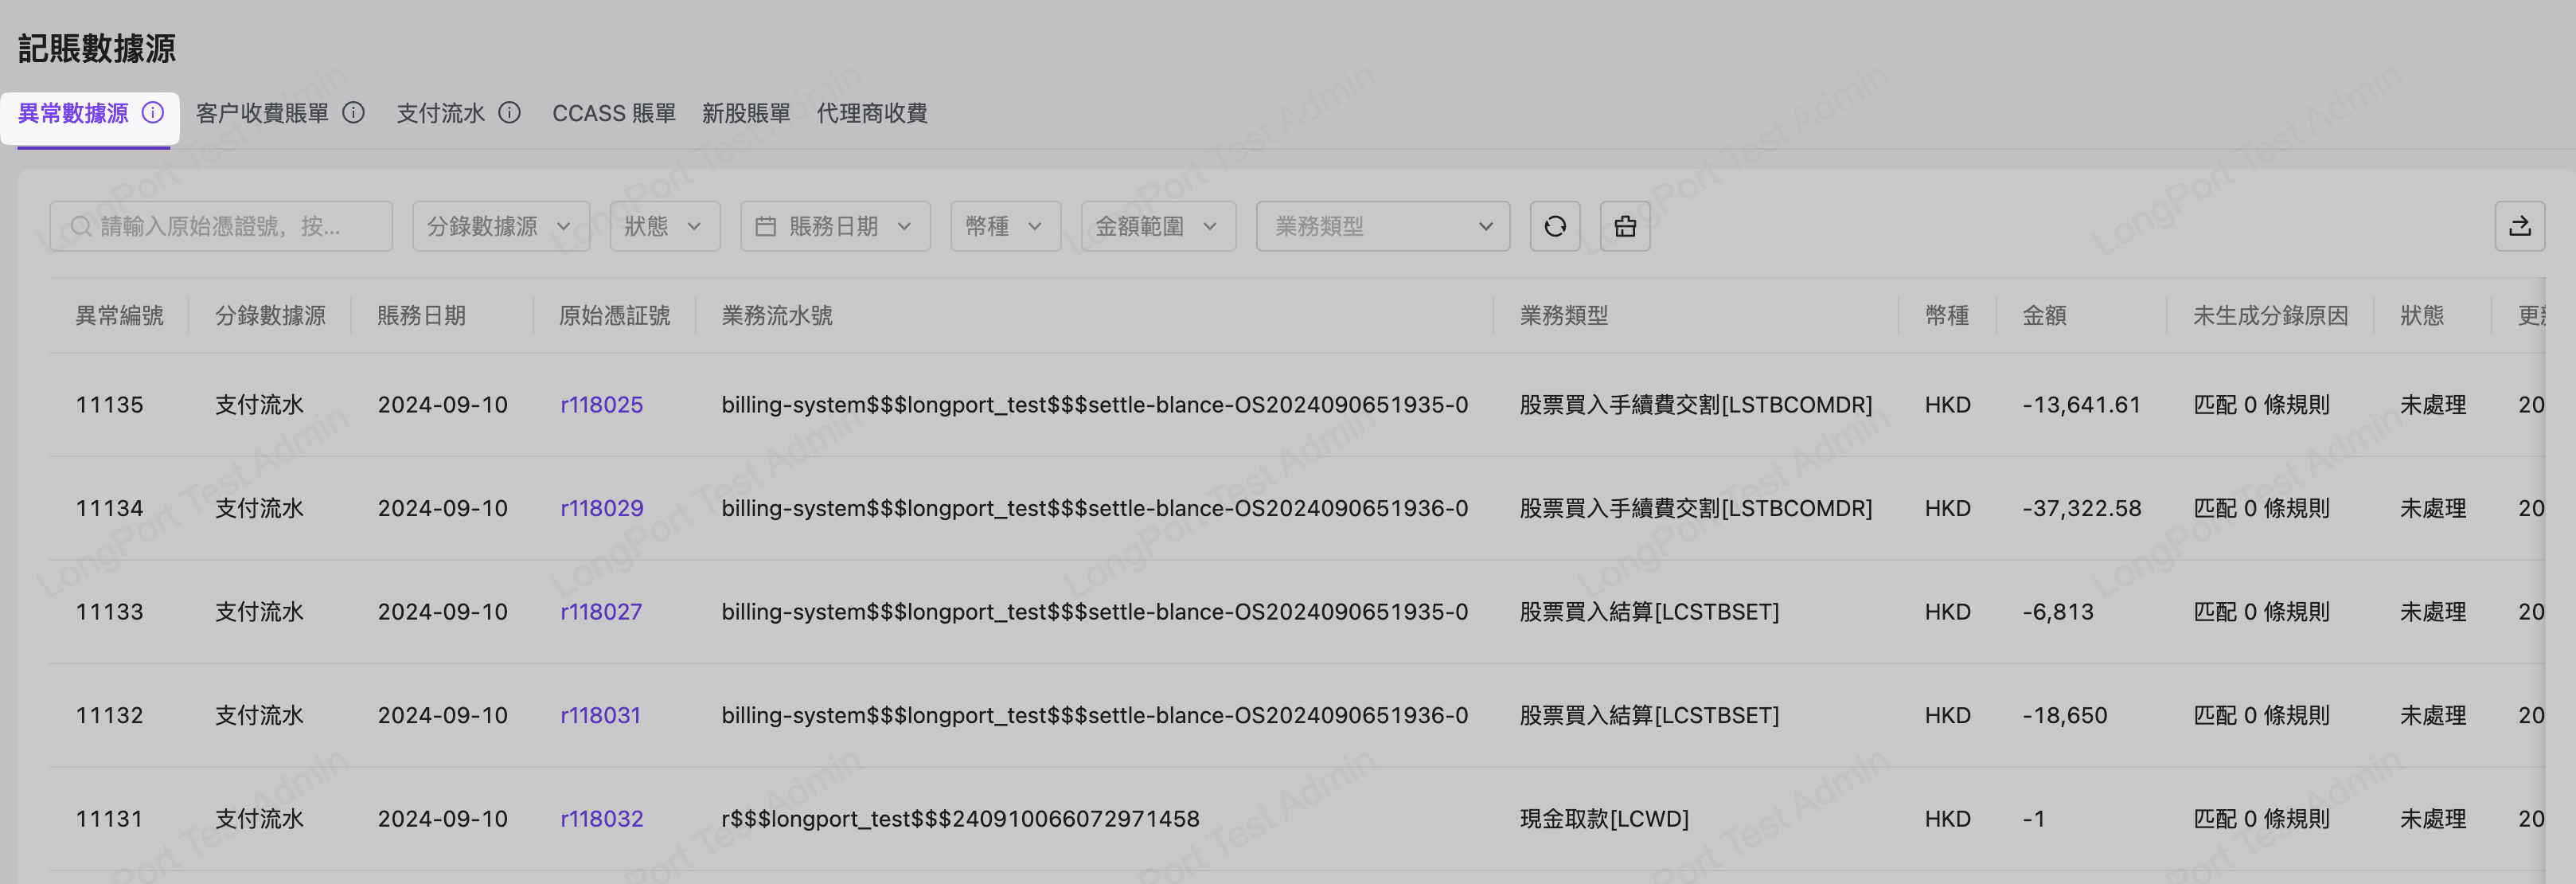 記賬數據源
異常數據源 客户收費賬單 支付流水 CCASS 賬單 新股賬單 代理商收費
請輸入原始憑證號，按... 分錄數據源 狀態 賬務日期 幣種 金額範圍 業務類型
異常編號 分錄數據源 賬務日期 原始憑証號 業務流水號 業務類型 幣種 金額 未生成分錄原因 狀態 更新
11135 支付流水 2024-09-10 r118025 billing-system$$$longport_test$$$settle-blance-OS2024090651935-0 股票買入手續費交割[LSTBCOMDR] HKD -13,641.61 匹配 0 條規則 未處理 20
11134 支付流水 2024-09-10 r118029 billing-system$$$longport_test$$$settle-blance-OS2024090651936-0 股票買入手續費交割[LSTBCOMDR] HKD -37,322.58 匹配 0 條規則 未處理 20
11133 支付流水 2024-09-10 r118027 billing-system$$$longport_test$$$settle-blance-OS2024090651935-0 股票買入結算[LCSTBSET] HKD -6,813 匹配 0 條規則 未處理 20
11132 支付流水 2024-09-10 r118031 billing-system$$$longport_test$$$settle-blance-OS2024090651936-0 股票買入結算[LCSTBSET] HKD -18,650 匹配 0 條規則 未處理 20
11131 支付流水 2024-09-10 r118032 r$$$longport_test$$$240910066072971458 現金取款[LCWD] HKD -1 匹配 0 條規則 未處理 20
LongPort Test Admin